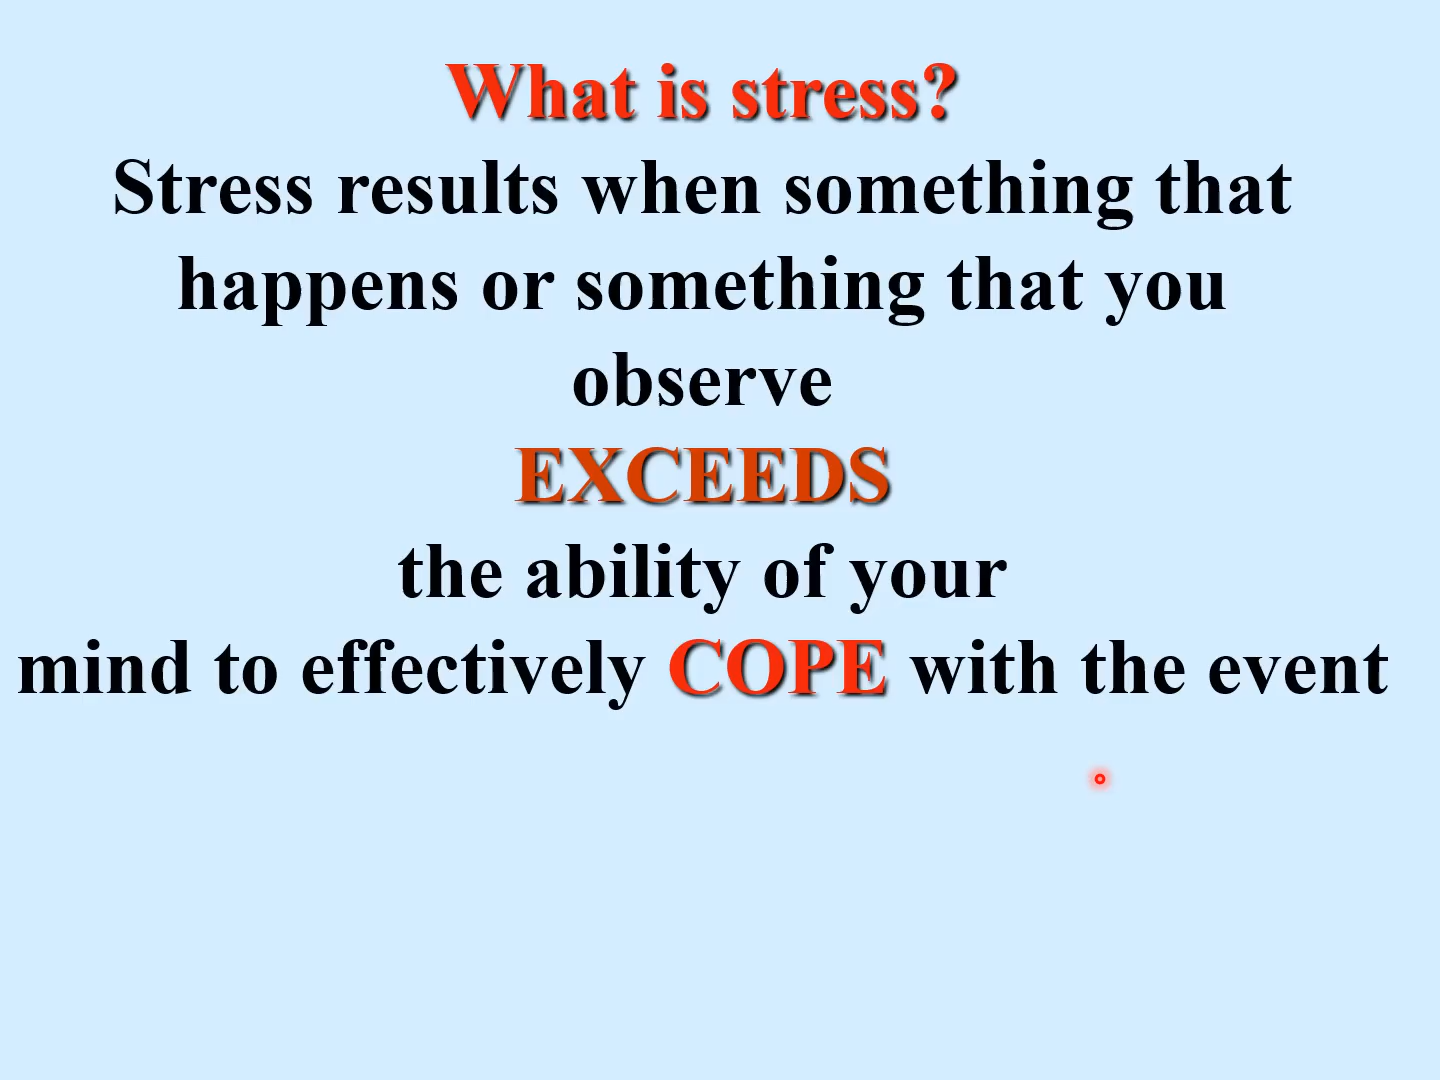 What is stress?
Stress results when something that
happens or something that you
observe
EXCEEDS
the ability of your
mind to effectively COPE with the event